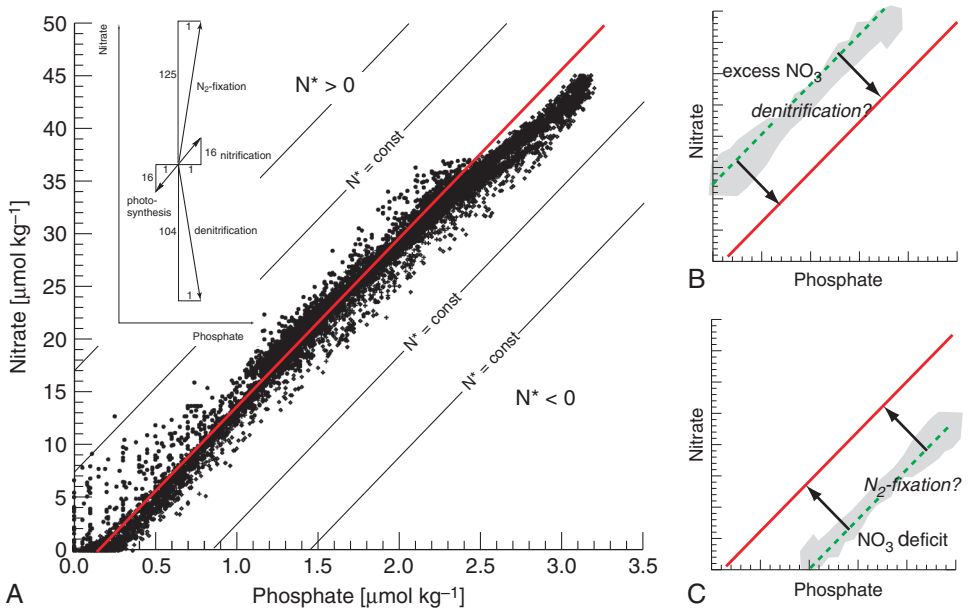 50
45
40
35
30
25
20
15
10
5
0
Nitrate [μmol kg–1]
0.0
0.5
1.0
1.5
2.0
2.5
3.0
3.5
Phosphate [μmol kg–1]
A
Nitrate
Phosphate
1
125
N2-fixation
16 nitrification
1
1
16
photo-
synthesis
104
denitrification
1
N* > 0
N* = const
N* = const
N* = const
N* < 0
excess NO3
denitrification?
Nitrate
Phosphate
B
N2-fixation?
NO3 deficit
Nitrate
Phosphate
C